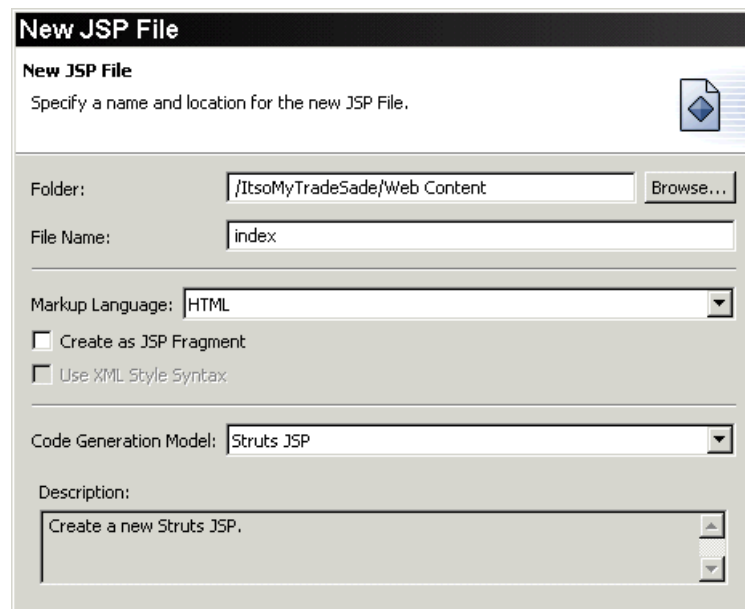 New JSP File
New JSP File
Specify a name and location for the new JSP File.
Folder: /ItsoMyTradeSade/Web Content Browse...
File Name: index
Markup Language: HTML
Create as JSP Fragment
Use XML Style Syntax
Code Generation Model: Struts JSP
Description:
Create a new Struts JSP.